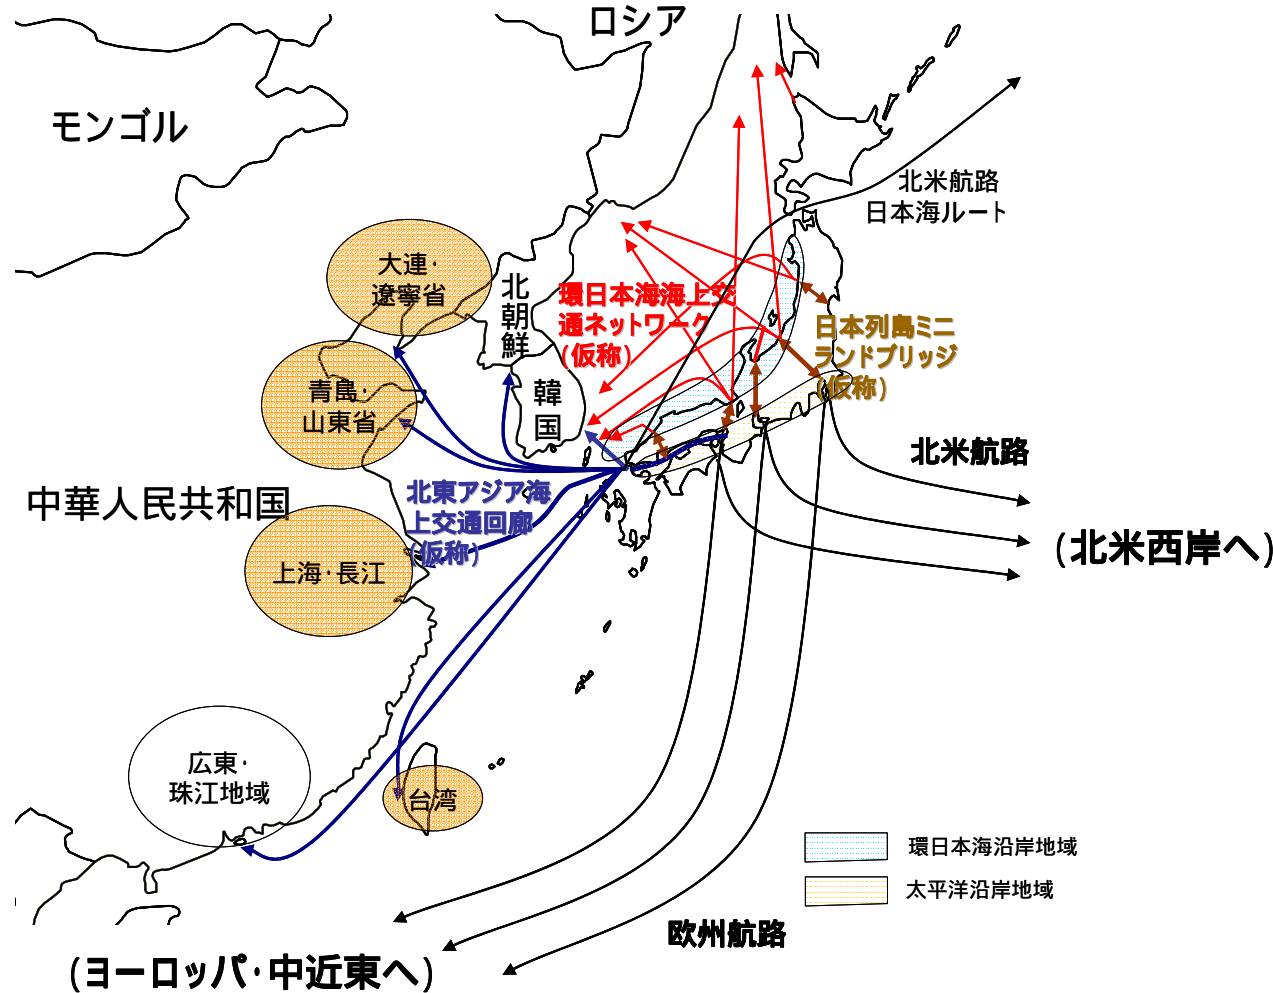 ロシア
モンゴル
北米航路
日本海ルート
大連・
遼寧省
北
朝
鮮
環日本海海上交
通ネットワーク
(仮称)
日本列島ミニ
ランドブリッジ
(仮称)
青島・
山東省
韓
国
北米航路
中華人民共和国
北東アジア海
上交通回廊
(仮称)
(北米西岸へ)
上海・長江
広東・
珠江地域
台湾
環日本海沿岸地域
太平洋沿岸地域
欧州航路
(ヨーロッパ・中近東へ)